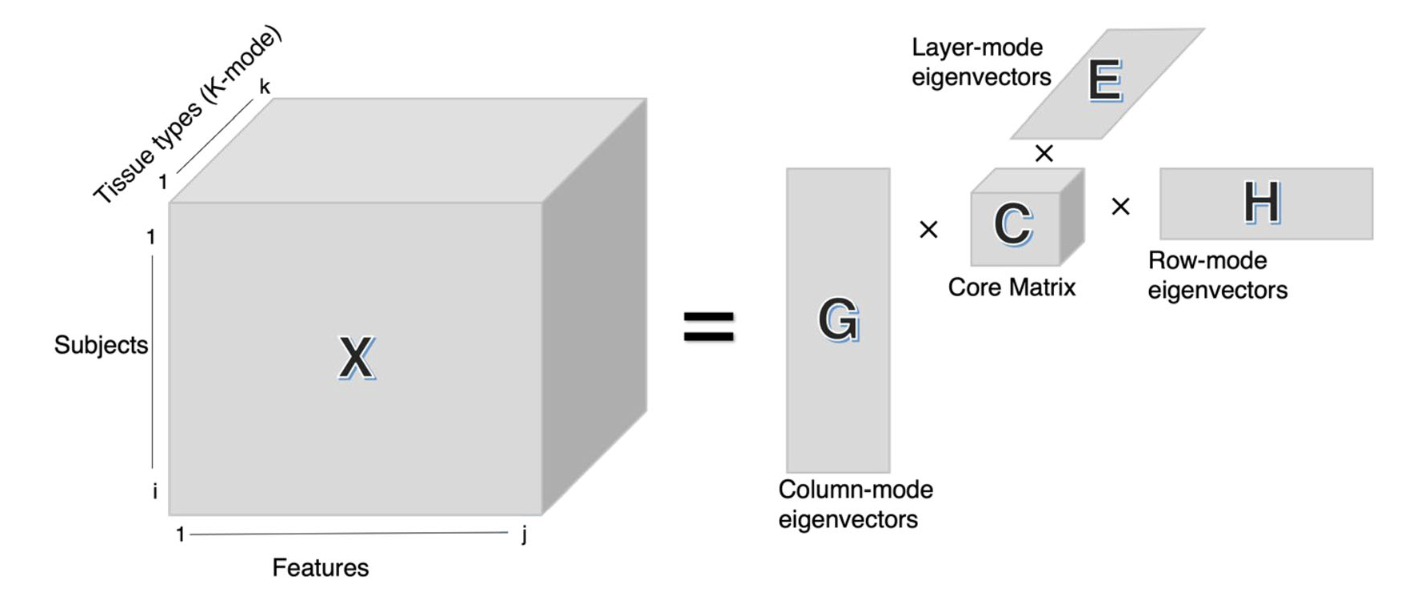 Tissue types (K-mode)
k
1
1
Subjects
i
1
j
Features
X
=
G
Column-mode
eigenvectors
×
C
Core Matrix
×
Layer-mode
eigenvectors
E
×
H
Row-mode
eigenvectors